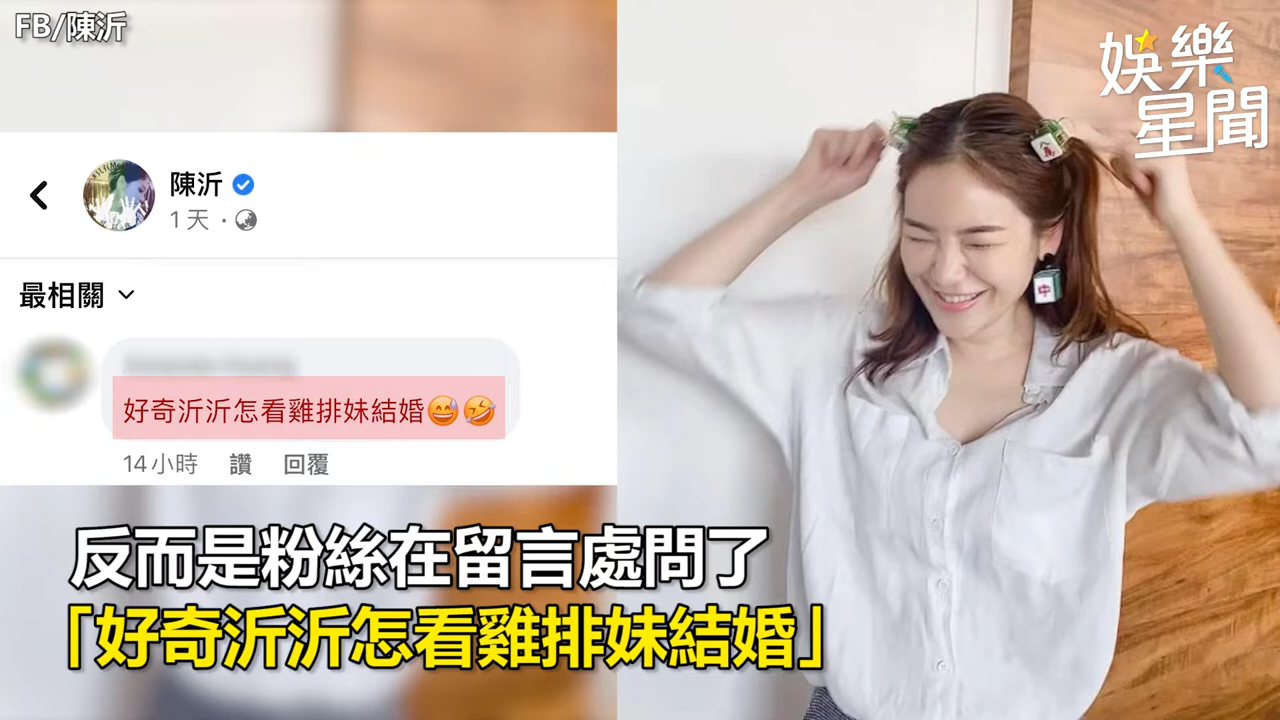 FB/陳沂
娛樂
星聞
陳沂
1 天 ·
最相關
好奇沂沂怎看雞排妹結婚😅🤣
14 小時 讚 回覆
萬
中
反而是粉絲在留言處問了
「好奇沂沂怎看雞排妹結婚」